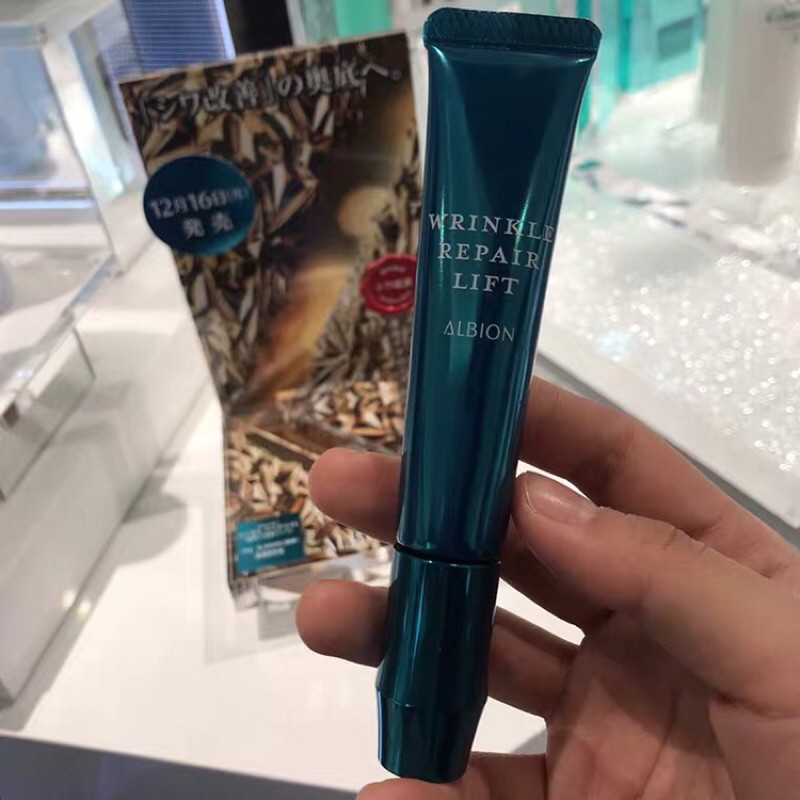 「シワ改善」の奥底へ。
12月16日(月)
発売
WRINKLE
REPAIR
LIFT
ALBION